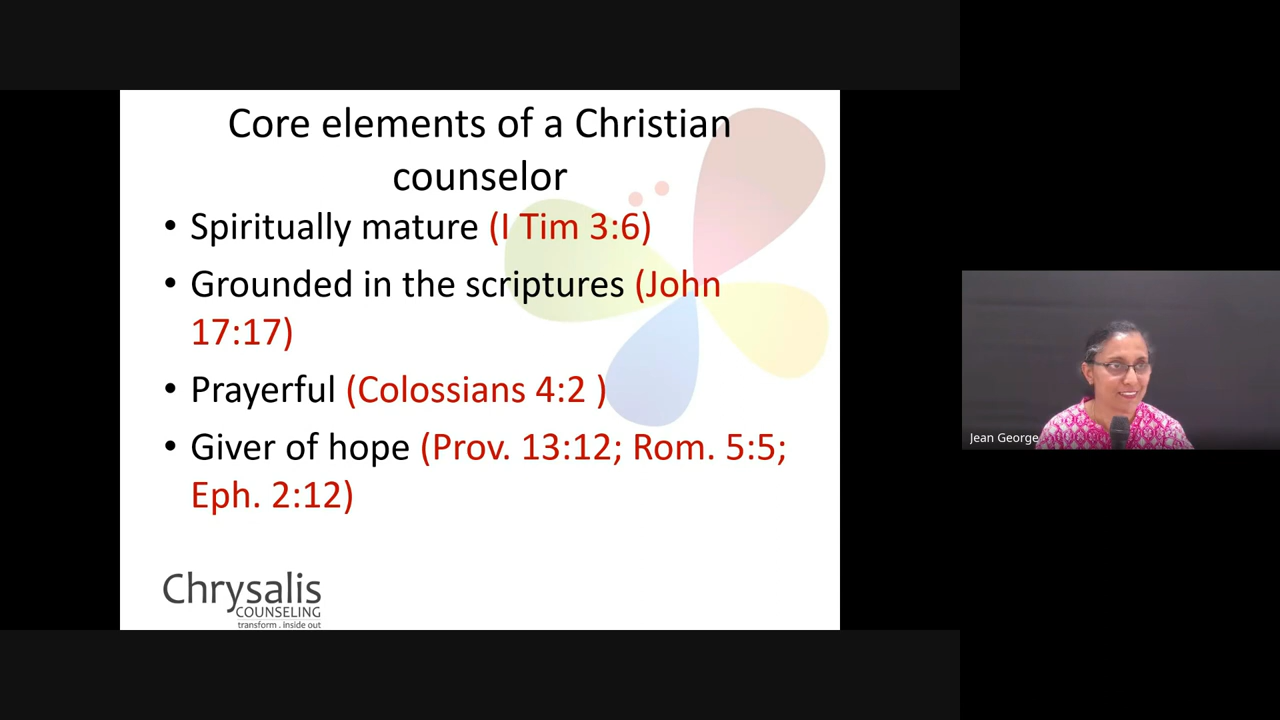 Core elements of a Christian
counselor
• Spiritually mature (I Tim 3:6)
• Grounded in the scriptures (John
17:17)
• Prayerful (Colossians 4:2 )
• Giver of hope (Prov. 13:12; Rom. 5:5;
Eph. 2:12)
Chrysalis
COUNSELING
transform . inside out
Jean George